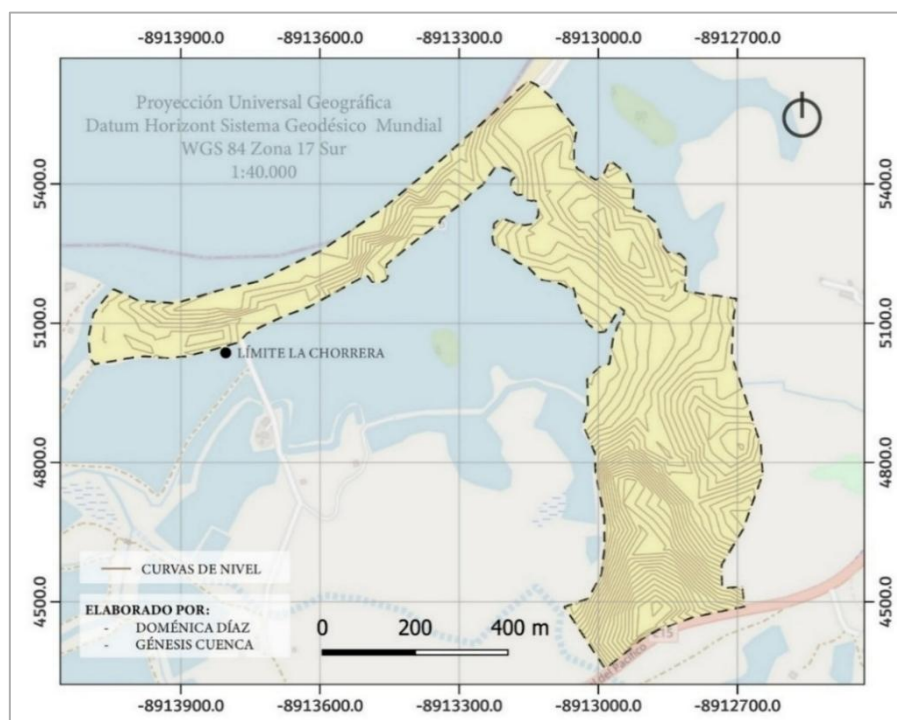 -8913900.0 -8913600.0 -8913300.0 -8913000.0 -8912700.0
Proyección Universal Geográfica
Datum Horizont Sistema Geodésico Mundial
WGS 84 Zona 17 Sur
1:40.000
5400.0 5400.0
5100.0 5100.0
LÍMITE LA CHORRERA
4800.0 4800.0
CURVAS DE NIVEL
4500.0 4500.0
ELABORADO POR:
- DOMÉNICA DÍAZ
- GÉNESIS CUENCA
0 200 400 m
E15
del Pacífico
-8913900.0 -8913600.0 -8913300.0 -8913000.0 -8912700.0